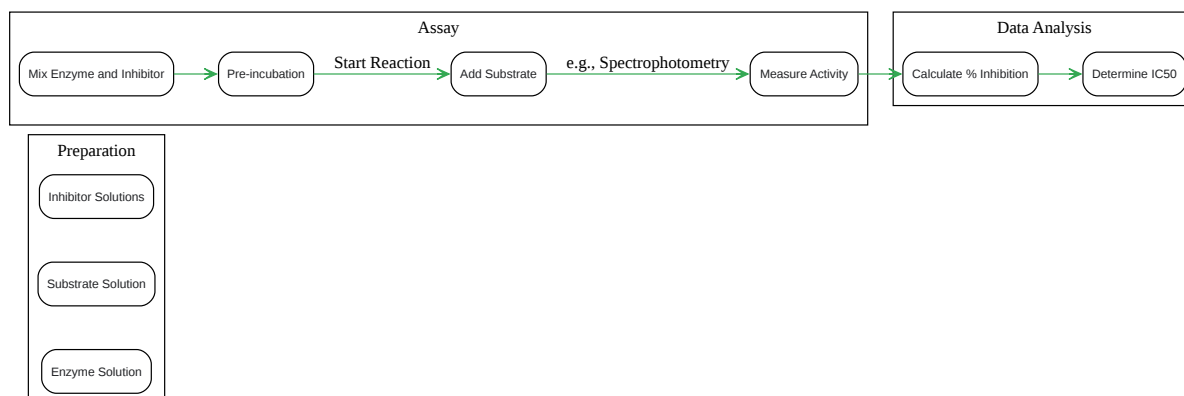 Assay
Data Analysis
Mix Enzyme and Inhibitor
Pre-incubation
Start Reaction
Add Substrate
e.g., Spectrophotometry
Measure Activity
Calculate % Inhibition
Determine IC50
Preparation
Inhibitor Solutions
Substrate Solution
Enzyme Solution